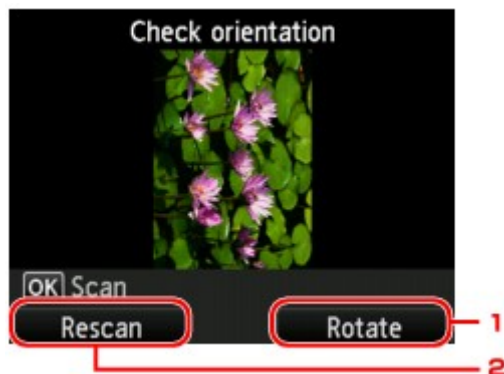 Check orientation
OK Scan
Rescan
Rotate
1
2